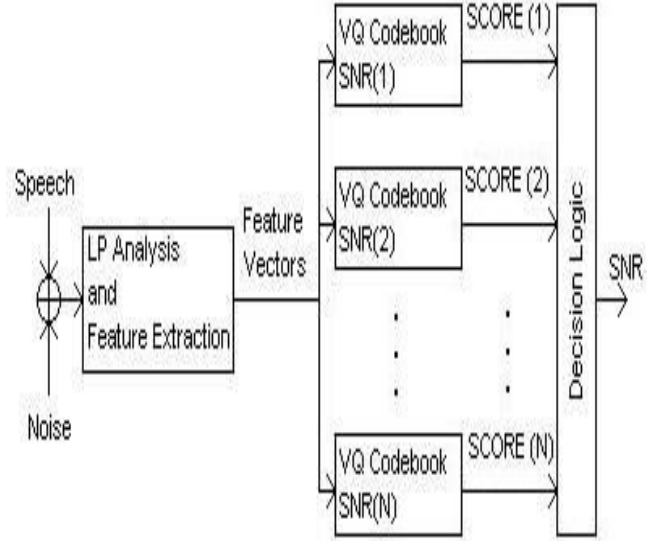 VQ Codebook
SNR(1)
SCORE (1)
Speech
LP Analysis
and
Feature Extraction
Feature
Vectors
VQ Codebook
SNR(2)
SCORE (2)
Decision Logic
SNR
Noise
VQ Codebook
SNR(N)
SCORE (N)